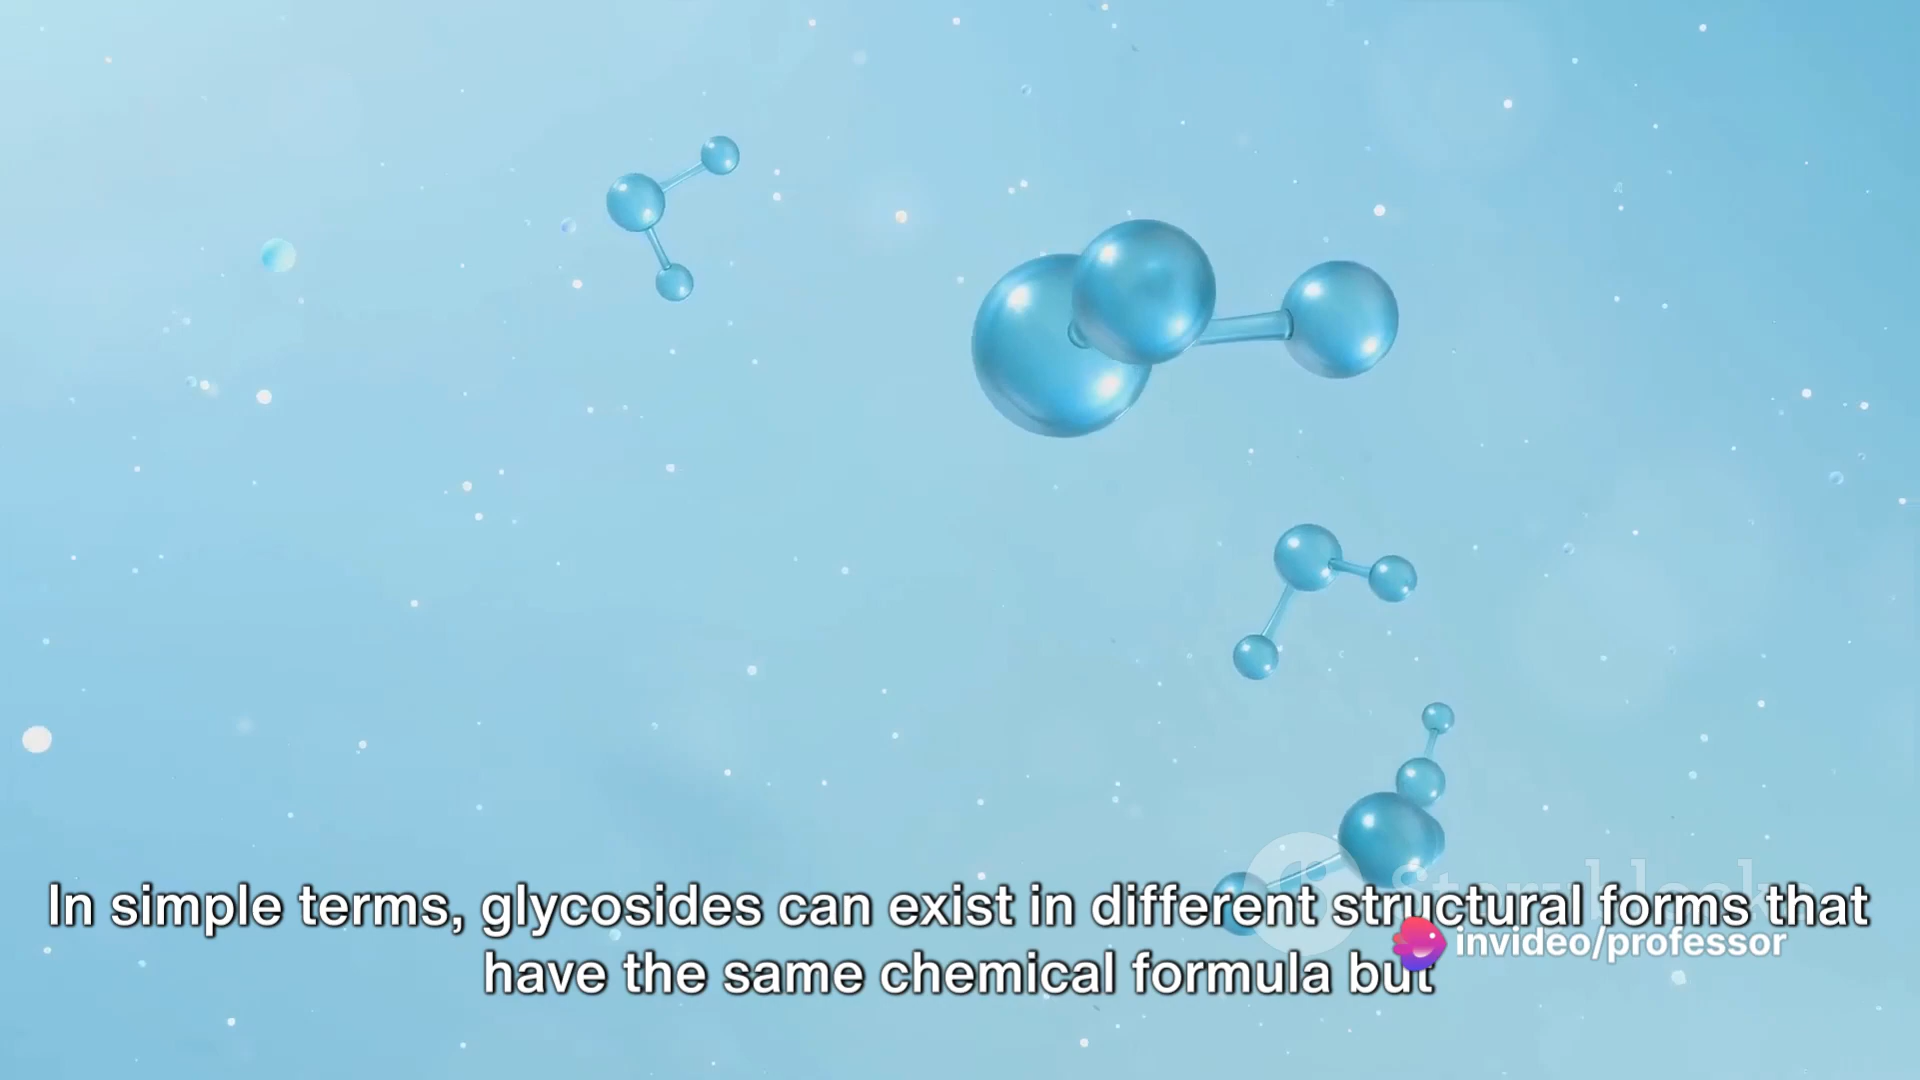 In simple terms, glycosides can exist in different structural forms that
invideo/professor
have the same chemical formula but